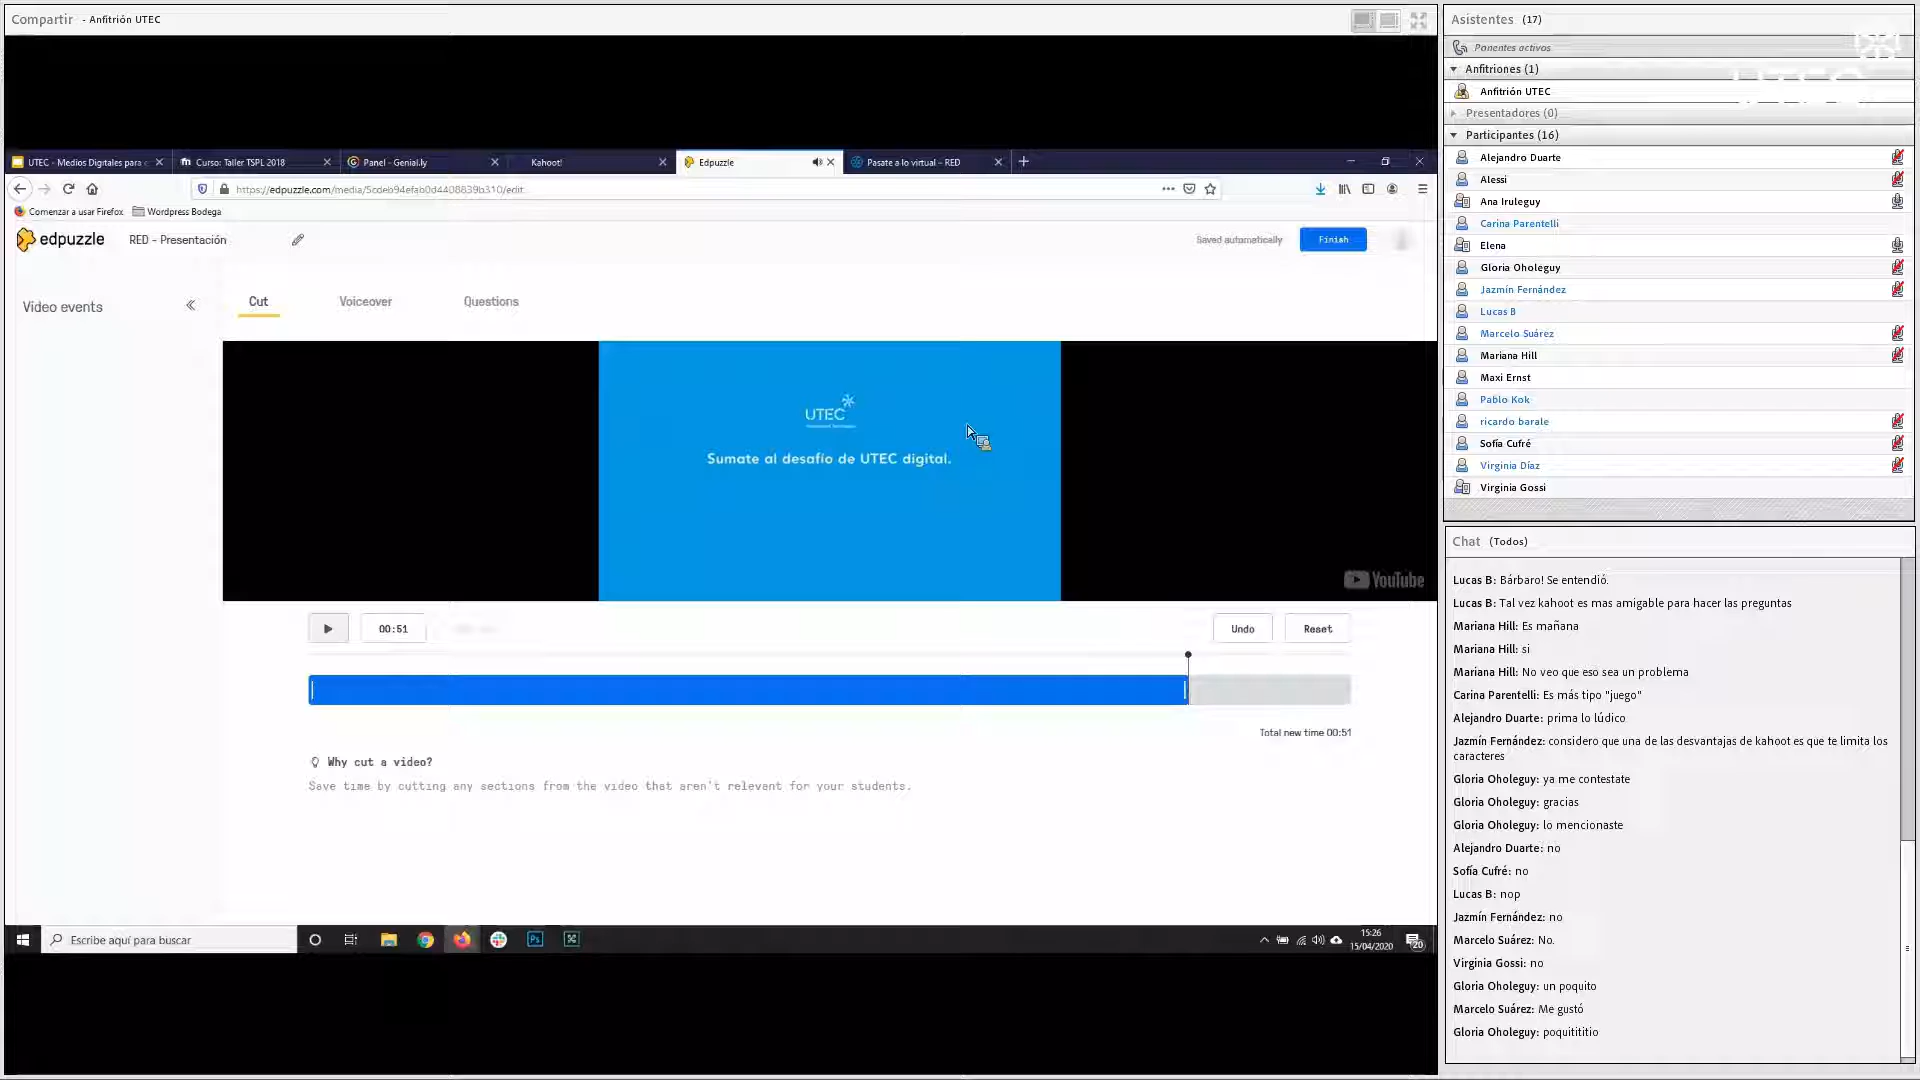 Compartir - Anfitrión UTEC
UTEC - Medios Digitales para c
Curso: Taller TSPL 2018
Panel - Genial.ly
Kahoot!
Edpuzzle
Pasate a lo virtual - RED
https://edpuzzle.com/media/5cdeb94efab0d4408839b310/edit
Comenzar a usar Firefox
Wordpress Bodega
edpuzzle
RED - Presentación
Saved automatically
Finish
Video events
Cut
Voiceover
Questions
UTEC
Sumate al desafío de UTEC digital.
YouTube
00:51
Undo
Reset
Total new time 00:51
Why cut a video?
Save time by cutting any sections from the video that aren't relevant for your students.
Escribe aquí para buscar
Ps
15:26
15/04/2020
20
Asistentes (17)
Ponentes activos
Anfitriones (1)
Anfitrión UTEC
Presentadores (0)
Participantes (16)
Alejandro Duarte
Alessi
Ana Iruleguy
Carina Parentelli
Elena
Gloria Oholeguy
Jazmín Fernández
Lucas B
Marcelo Suárez
Mariana Hill
Maxi Ernst
Pablo Kok
ricardo barale
Sofía Cufré
Virginia Díaz
Virginia Gossi
Chat (Todos)
Lucas B: Bárbaro! Se entendió.
Lucas B: Tal vez kahoot es mas amigable para hacer las preguntas
Mariana Hill: Es mañana
Mariana Hill: si
Mariana Hill: No veo que eso sea un problema
Carina Parentelli: Es más tipo "juego"
Alejandro Duarte: prima lo lúdico
Jazmín Fernández: considero que una de las desvantajas de kahoot es que te limita los
caracteres
Gloria Oholeguy: ya me contestate
Gloria Oholeguy: gracias
Gloria Oholeguy: lo mencionaste
Alejandro Duarte: no
Sofía Cufré: no
Lucas B: nop
Jazmín Fernández: no
Marcelo Suárez: No.
Virginia Gossi: no
Gloria Oholeguy: un poquito
Marcelo Suárez: Me gustó
Gloria Oholeguy: poquitititio